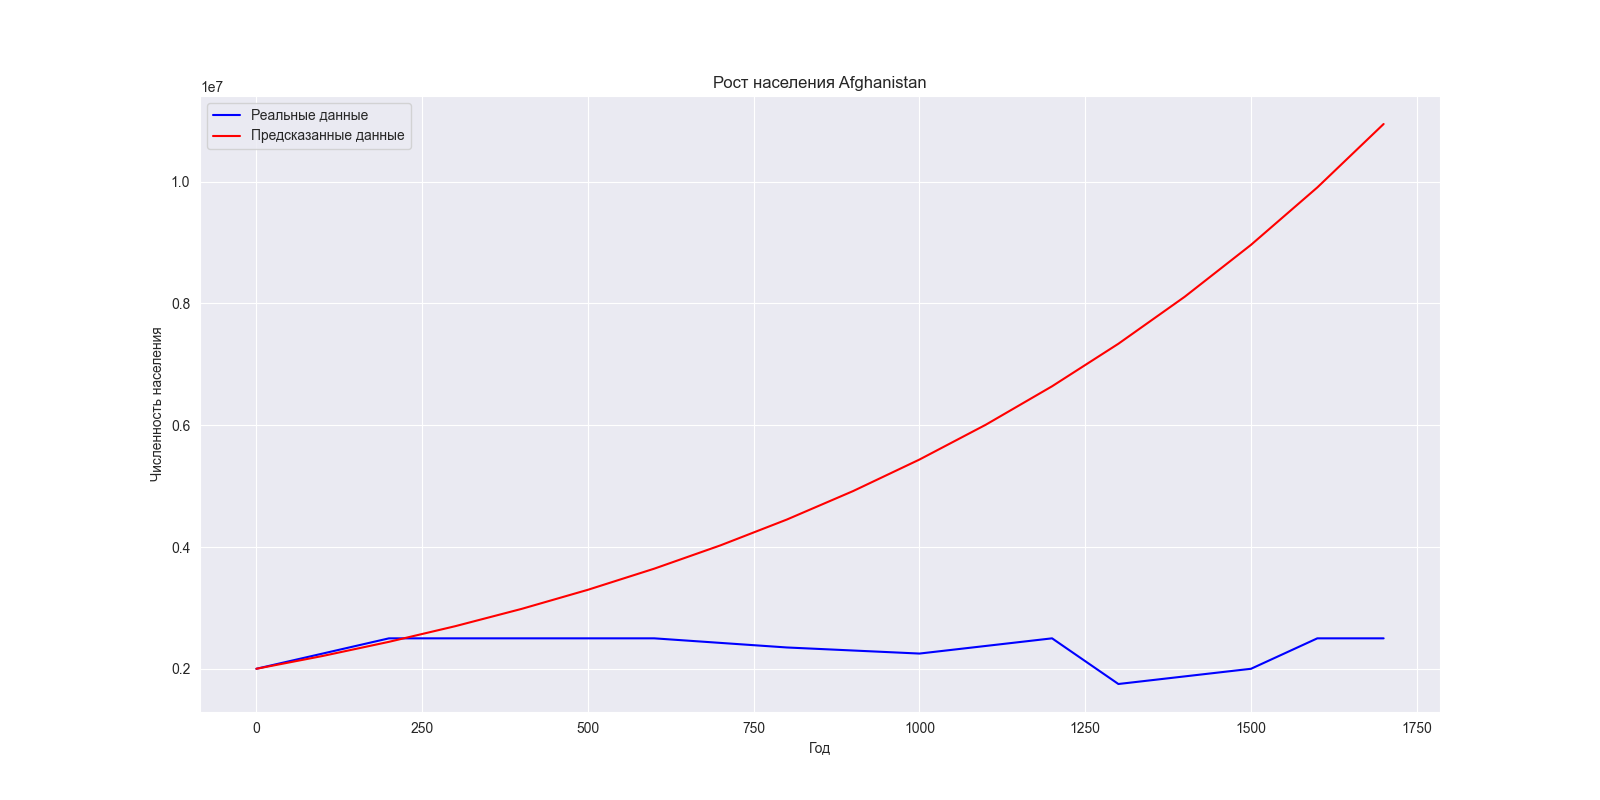 Рост населения Afghanistan
1e7
Реальные данные
Предсказанные данные
1.0
0.8
0.6
0.4
0.2
Численность населения
0 250 500 750 1000 1250 1500 1750
Год